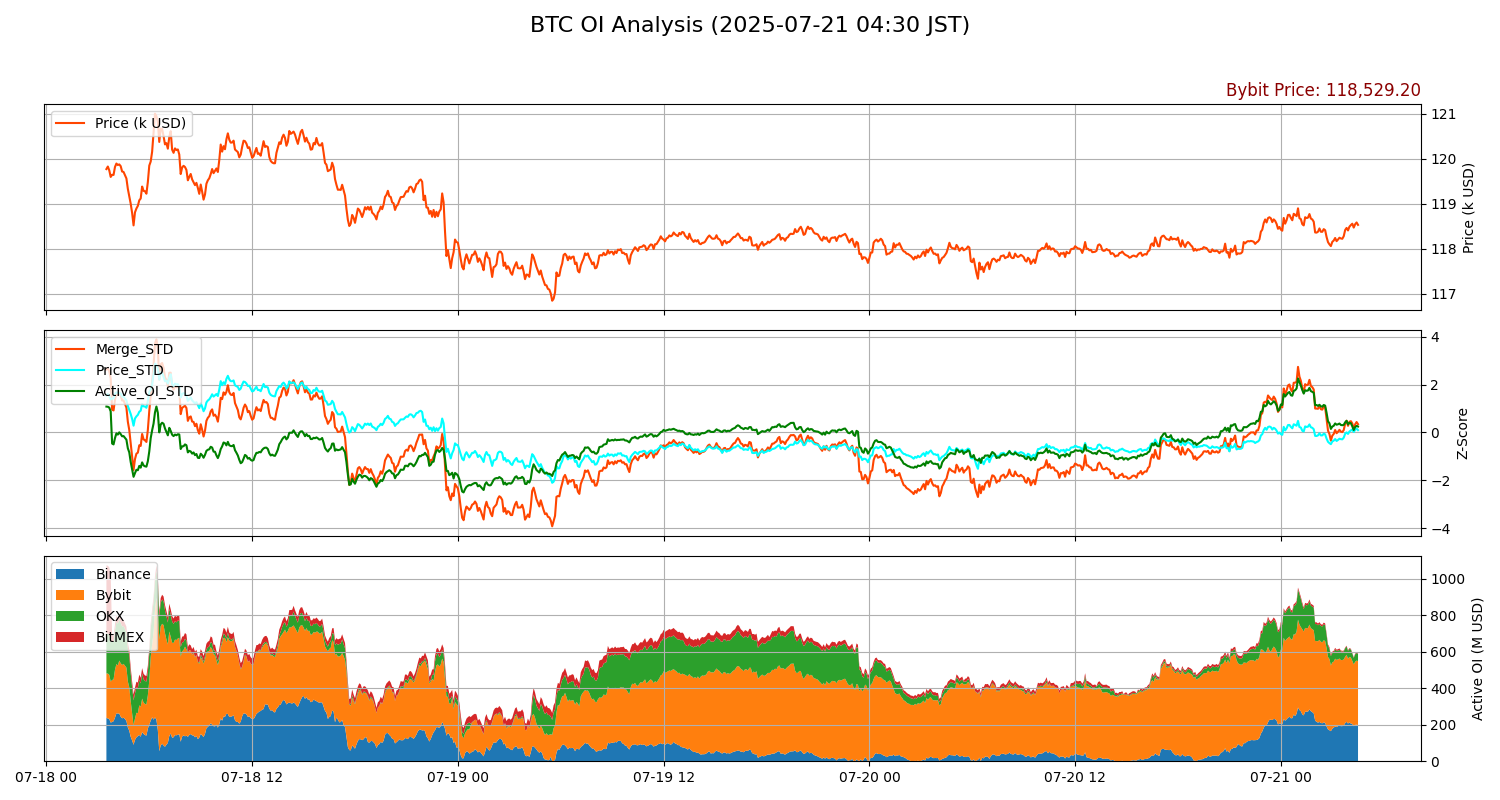 BTC OI Analysis (2025-07-21 04:30 JST)
Bybit Price: 118,529.20
Price (k USD)
121
120
119
118
117
Price (k USD)
Merge_STD
Price_STD
Active_OI_STD
4
2
0
−2
−4
Z-Score
Binance
Bybit
OKX
BitMEX
1000
800
600
400
200
0
Active OI (M USD)
07-18 00
07-18 12
07-19 00
07-19 12
07-20 00
07-20 12
07-21 00